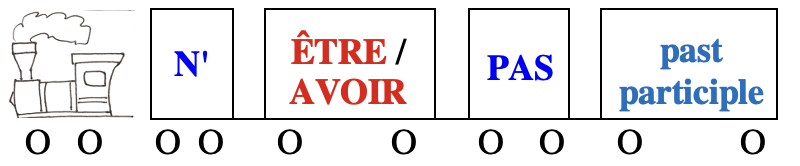 N'
ÊTRE /
AVOIR
PAS
past
participle
O O O O O O O O O O